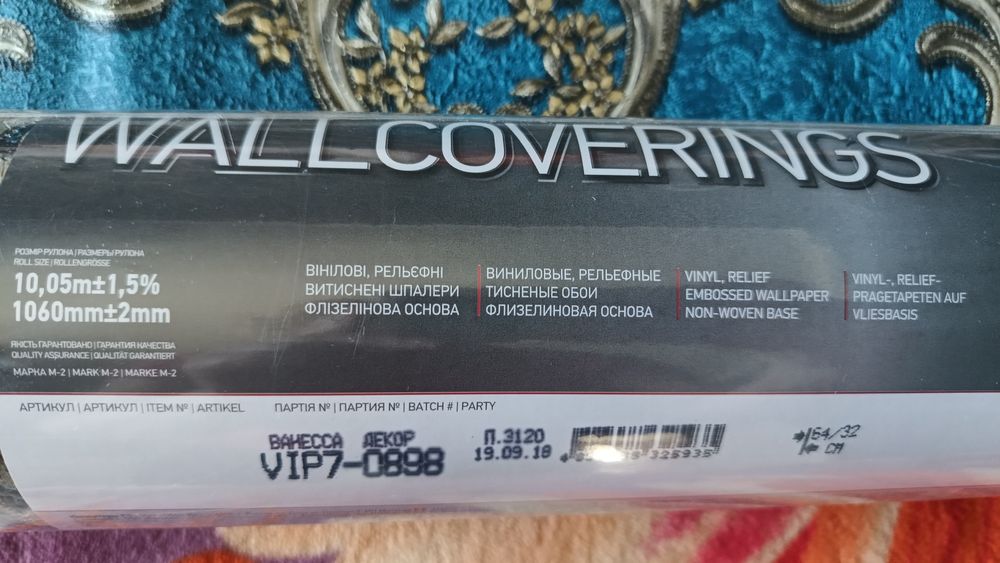 WALLCOVERINGS
РОЗМІР РУЛОНА | РАЗМЕРЫ РУЛОНА
ROLL SIZE | ROLLENGRÖSSE
10,05m±1,5%
1060mm±2mm
ЯКІСТЬ ГАРАНТОВАНО | ГАРАНТИЯ КАЧЕСТВА
QUALITY ASSURANCE | QUALITÄT GARANTIERT
МАРКА М-2 | MARK M-2 | MARKE M-2
ВІНІЛОВІ, РЕЛЬЄФНІ
ВИТИСНЕНІ ШПАЛЕРИ
ФЛІЗЕЛІНОВА ОСНОВА
ВИНИЛОВЫЕ, РЕЛЬЕФНЫЕ
ТИСНЕНЫЕ ОБОИ
ФЛИЗЕЛИНОВАЯ ОСНОВА
VINYL, RELIEF
EMBOSSED WALLPAPER
NON-WOVEN BASE
VINYL-, RELIEF-
PRAGETAPETEN AUF
VLIESBASIS
АРТИКУЛ | АРТИКУЛ | ITEM № | ARTIKEL
ПАРТІЯ № | ПАРТИЯ № | BATCH # | PARTY
ВАНЕССА ДЕКОР
VIP7-0898
П.3120
19.09.18
325935
64/32
СМ